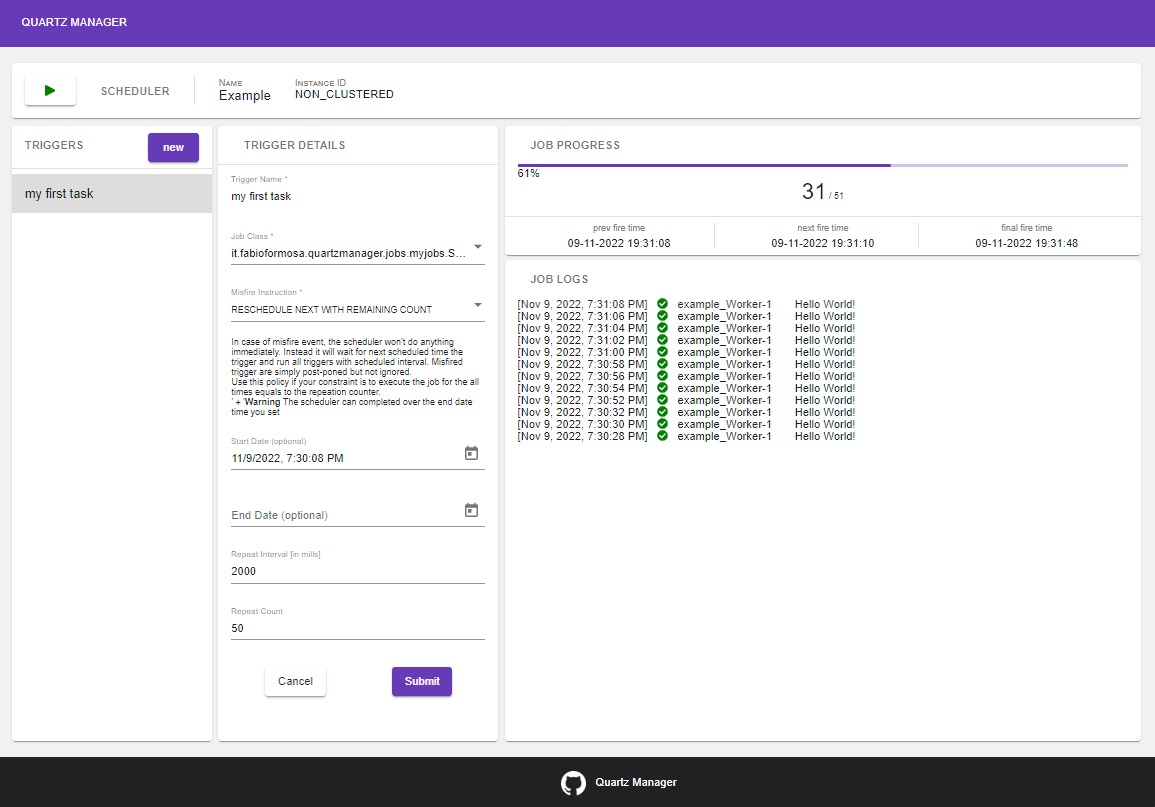 QUARTZ MANAGER
SCHEDULER
Name
Example
Instance ID
NON_CLUSTERED
TRIGGERS
new
my first task
TRIGGER DETAILS
Trigger Name *
my first task
Job Class *
it.fabioformosa.quartzmanager.jobs.myjobs.S...
Misfire Instruction *
RESCHEDULE NEXT WITH REMAINING COUNT
In case of misfire event, the scheduler won't do anything
immediately. Instead it will wait for next scheduled time the
trigger and run all triggers with scheduled interval. Misfired
trigger are simply post-poned but not ignored.
Use this policy if your constraint is to execute the job for the all
times equals to the repeation counter.
' + 'Warning The scheduler can completed over the end date
time you set
Start Date (optional)
11/9/2022, 7:30:08 PM
End Date (optional)
Repeat Interval [in mills]
2000
Repeat Count
50
Cancel
Submit
JOB PROGRESS
61%
31 / 51
prev fire time
09-11-2022 19:31:08
next fire time
09-11-2022 19:31:10
final fire time
09-11-2022 19:31:48
JOB LOGS
[Nov 9, 2022, 7:31:08 PM] example_Worker-1 Hello World!
[Nov 9, 2022, 7:31:06 PM] example_Worker-1 Hello World!
[Nov 9, 2022, 7:31:04 PM] example_Worker-1 Hello World!
[Nov 9, 2022, 7:31:02 PM] example_Worker-1 Hello World!
[Nov 9, 2022, 7:31:00 PM] example_Worker-1 Hello World!
[Nov 9, 2022, 7:30:58 PM] example_Worker-1 Hello World!
[Nov 9, 2022, 7:30:56 PM] example_Worker-1 Hello World!
[Nov 9, 2022, 7:30:54 PM] example_Worker-1 Hello World!
[Nov 9, 2022, 7:30:52 PM] example_Worker-1 Hello World!
[Nov 9, 2022, 7:30:32 PM] example_Worker-1 Hello World!
[Nov 9, 2022, 7:30:30 PM] example_Worker-1 Hello World!
[Nov 9, 2022, 7:30:28 PM] example_Worker-1 Hello World!
Quartz Manager